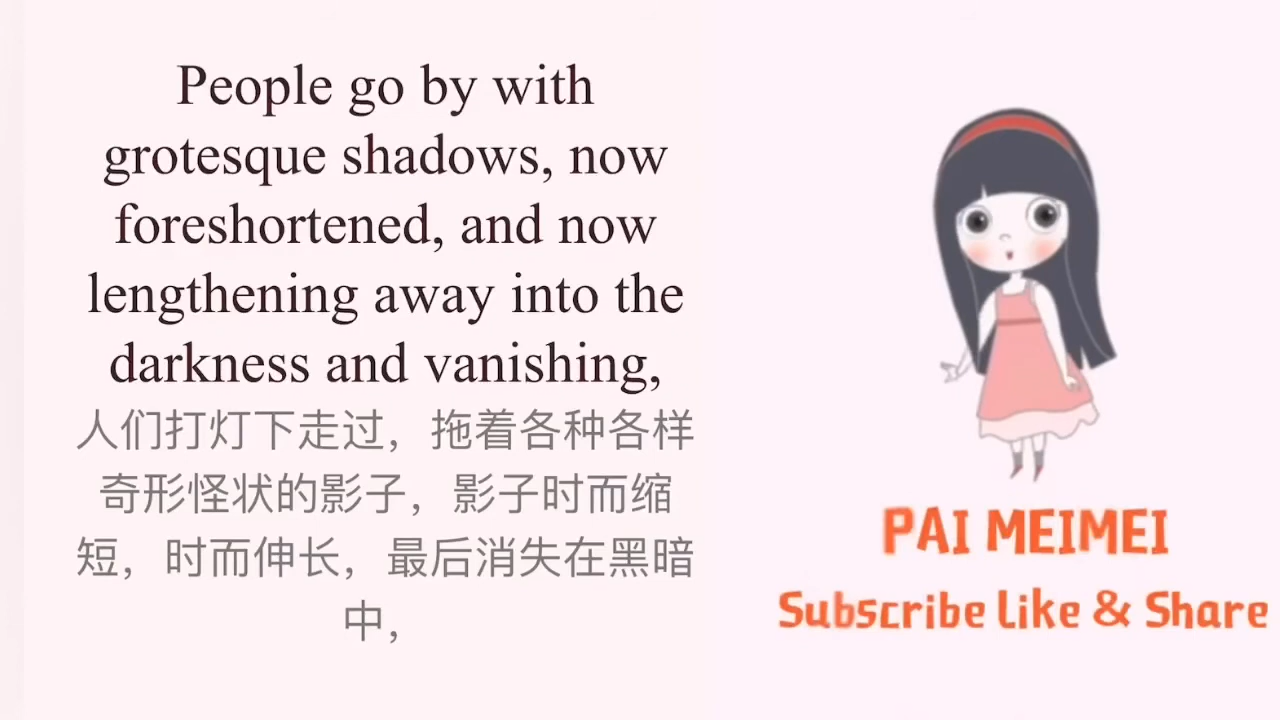 People go by with
grotesque shadows, now
foreshortened, and now
lengthening away into the
darkness and vanishing,
人们打灯下走过，拖着各种各样
奇形怪状的影子，影子时而缩
短，时而伸长，最后消失在黑暗
中，
PAI MEIMEI
Subscribe Like & Share